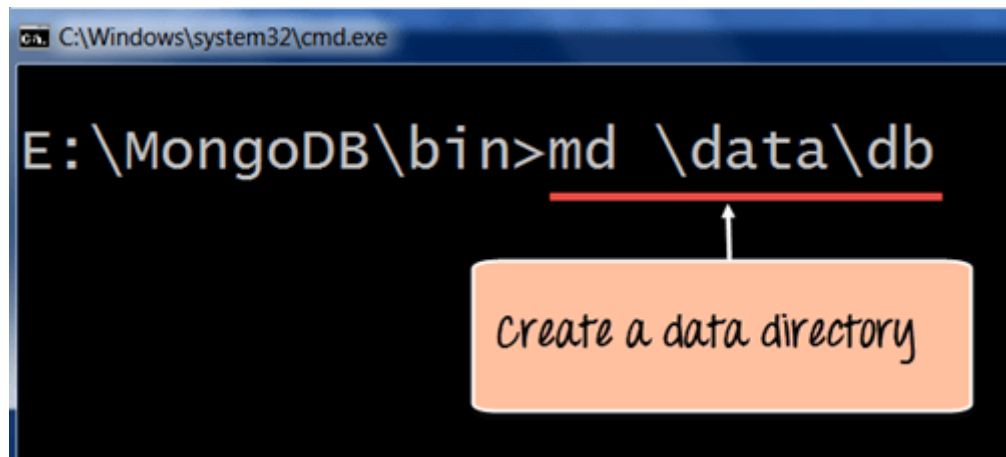 C:\Windows\system32\cmd.exe
E:\MongoDB\bin>md \data\db
Create a data directory